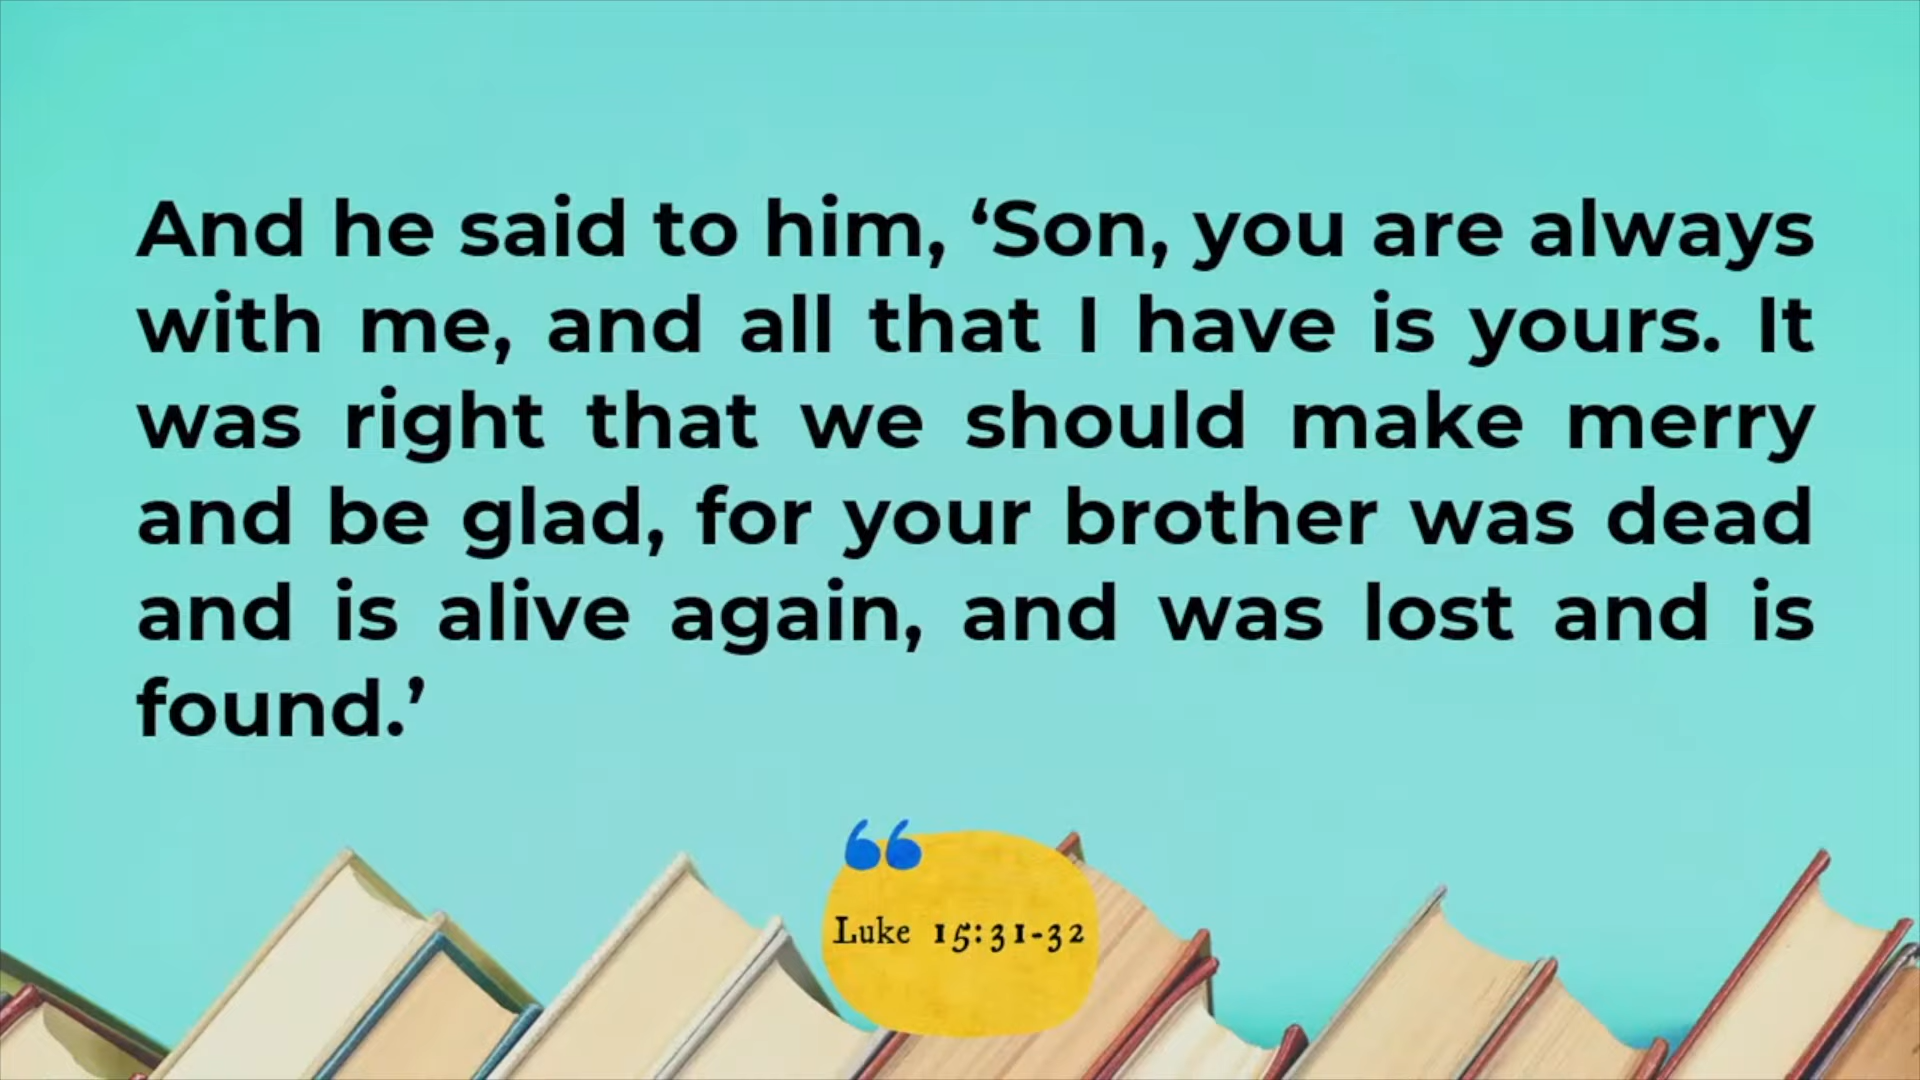 And he said to him, ‘Son, you are always
with me, and all that I have is yours. It
was right that we should make merry
and be glad, for your brother was dead
and is alive again, and was lost and is
found.’
Luke 15:31-32